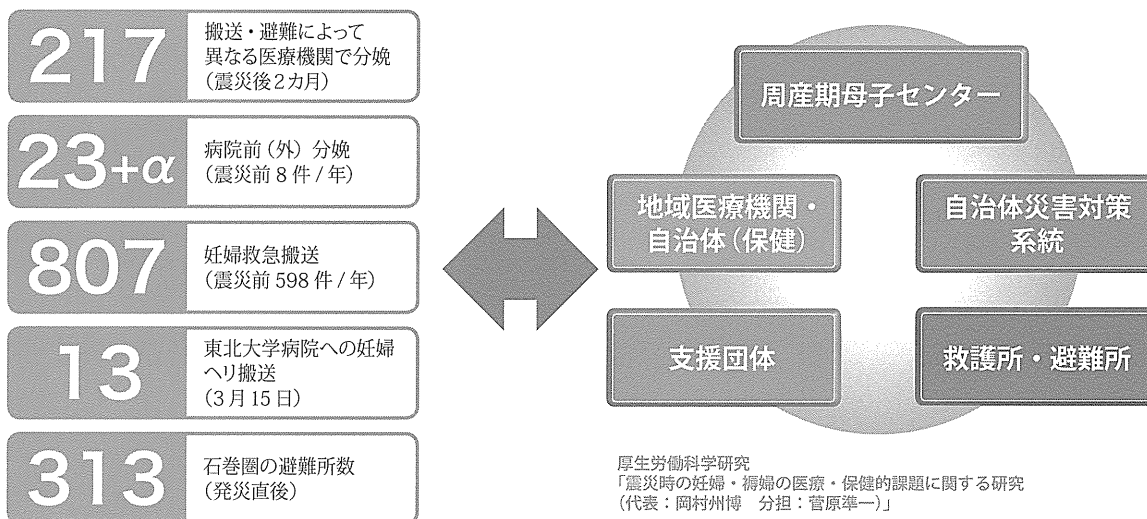 217
搬送・避難によって
異なる医療機関で分娩
(震災後2カ月)
23+α
病院前(外)分娩
(震災前8件/年)
807
妊婦救急搬送
(震災前598件/年)
13
東北大学病院への妊婦
ヘリ搬送
(3月15日)
313
石巻圏の避難所数
(発災直後)
周産期母子センター
地域医療機関・
自治体(保健)
自治体災害対策
系統
支援団体
救護所・避難所
厚生労働科学研究
「震災時の妊婦・褥婦の医療・保健的課題に関する研究
(代表:岡村州博 分担:菅原準一)」